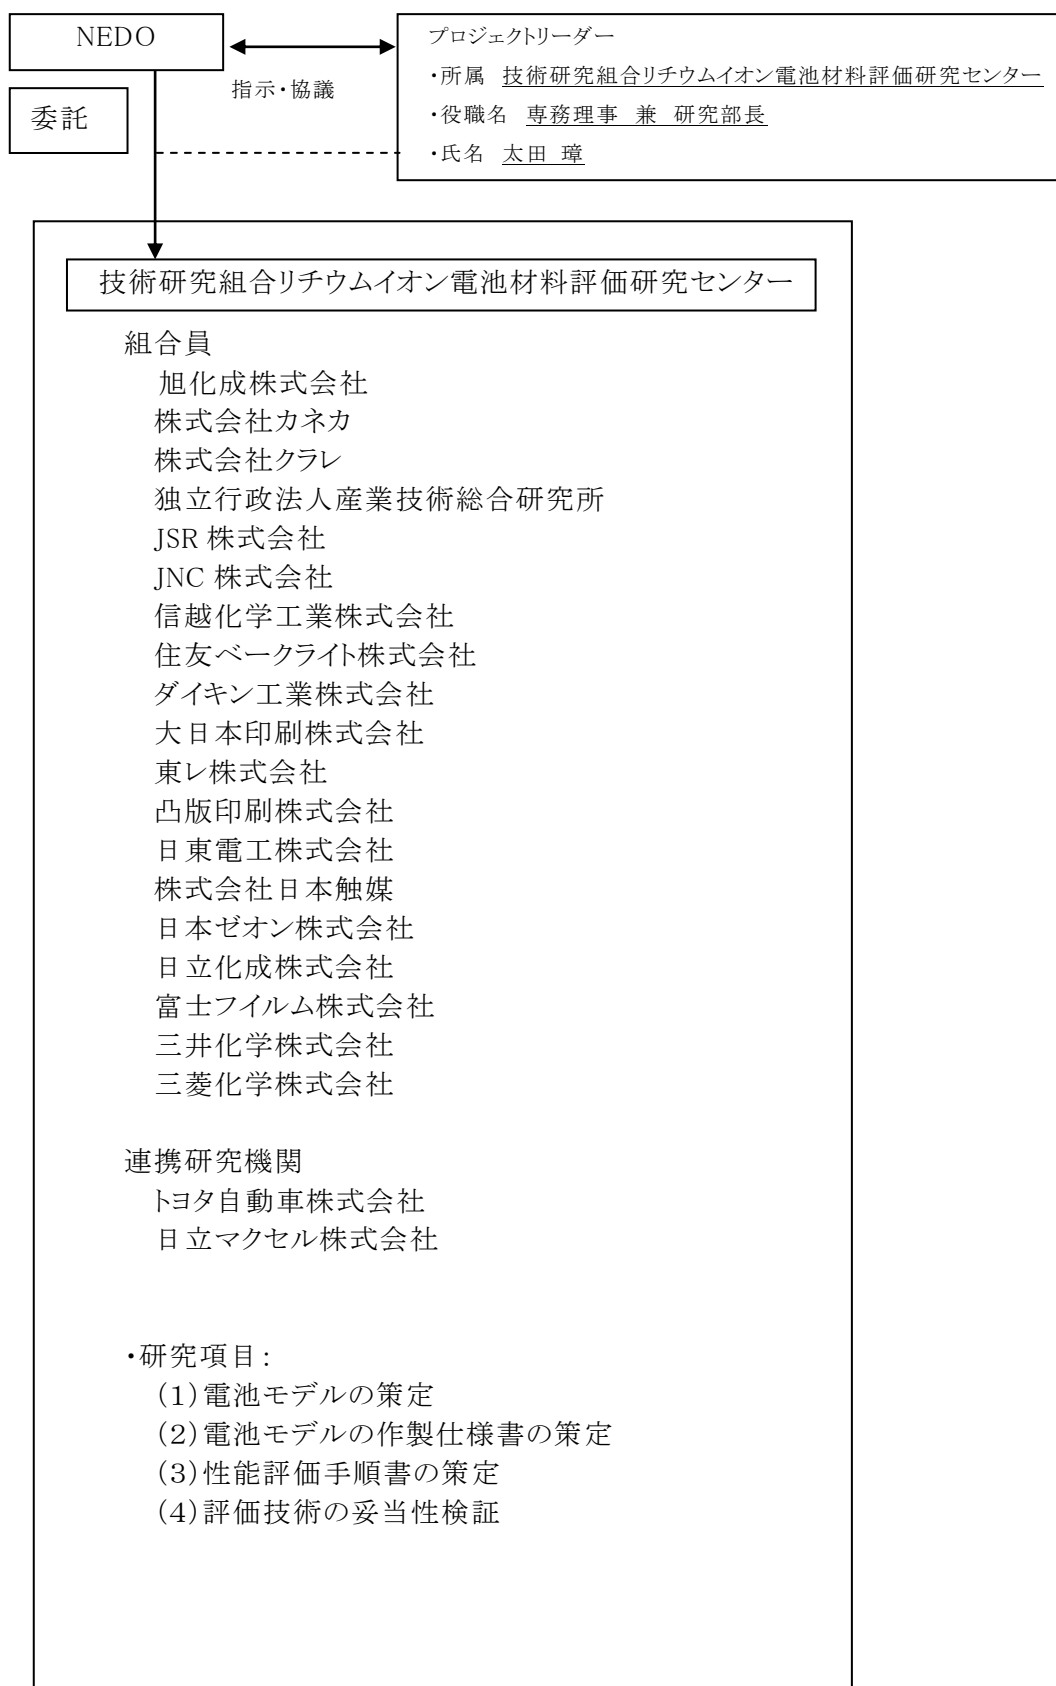 NEDO
委託
指示・協議
プロジェクトリーダー
・所属 技術研究組合リチウムイオン電池材料評価研究センター
・役職名 専務理事 兼 研究部長
・氏名 太田 璋
技術研究組合リチウムイオン電池材料評価研究センター
組合員
旭化成株式会社
株式会社カネカ
株式会社クラレ
独立行政法人産業技術総合研究所
JSR 株式会社
JNC 株式会社
信越化学工業株式会社
住友ベークライト株式会社
ダイキン工業株式会社
大日本印刷株式会社
東レ株式会社
凸版印刷株式会社
日東電工株式会社
株式会社日本触媒
日本ゼオン株式会社
日立化成株式会社
富士フイルム株式会社
三井化学株式会社
三菱化学株式会社
連携研究機関
トヨタ自動車株式会社
日立マクセル株式会社
・研究項目:
(1)電池モデルの策定
(2)電池モデルの作製仕様書の策定
(3)性能評価手順書の策定
(4)評価技術の妥当性検証